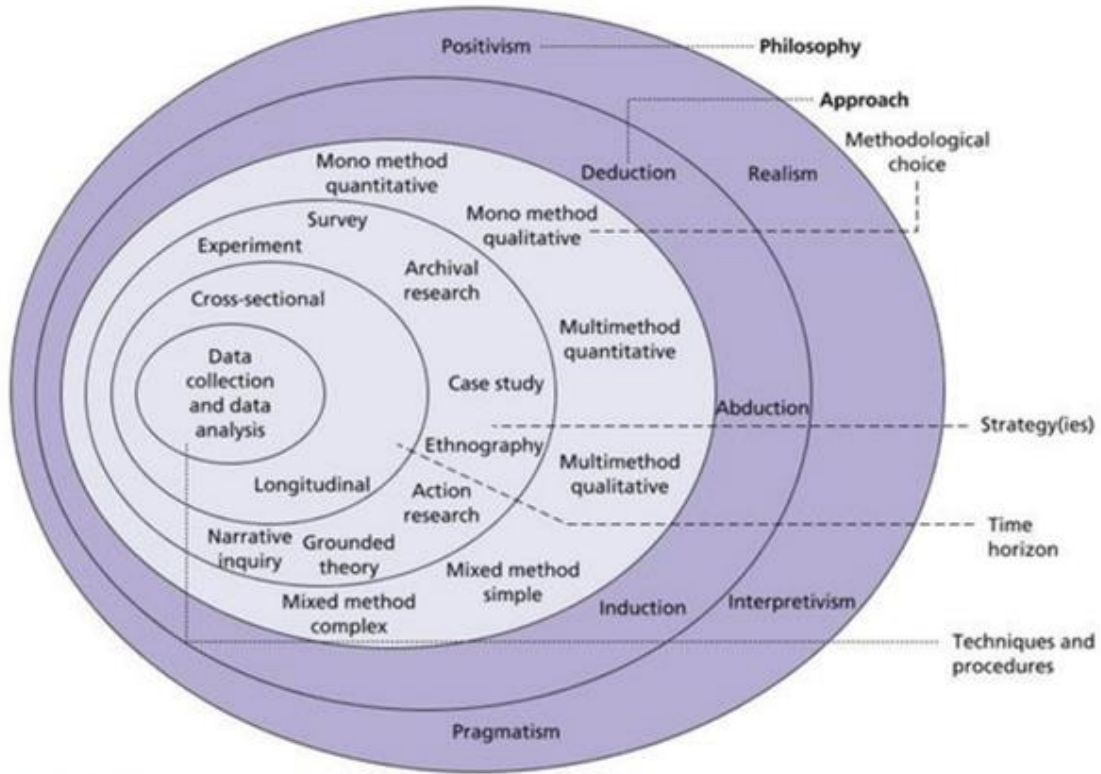 Positivism
Philosophy
Approach
Methodological
choice
Mono method
quantitative
Deduction
Realism
Survey
Mono method
qualitative
Experiment
Archival
research
Cross-sectional
Multimethod
quantitative
Data
collection
and data
analysis
Case study
Abduction
Strategy(ies)
Ethnography
Multimethod
qualitative
Longitudinal
Action
research
Time
horizon
Narrative
inquiry
Grounded
theory
Mixed method
simple
Mixed method
complex
Induction
Interpretivism
Techniques and
procedures
Pragmatism